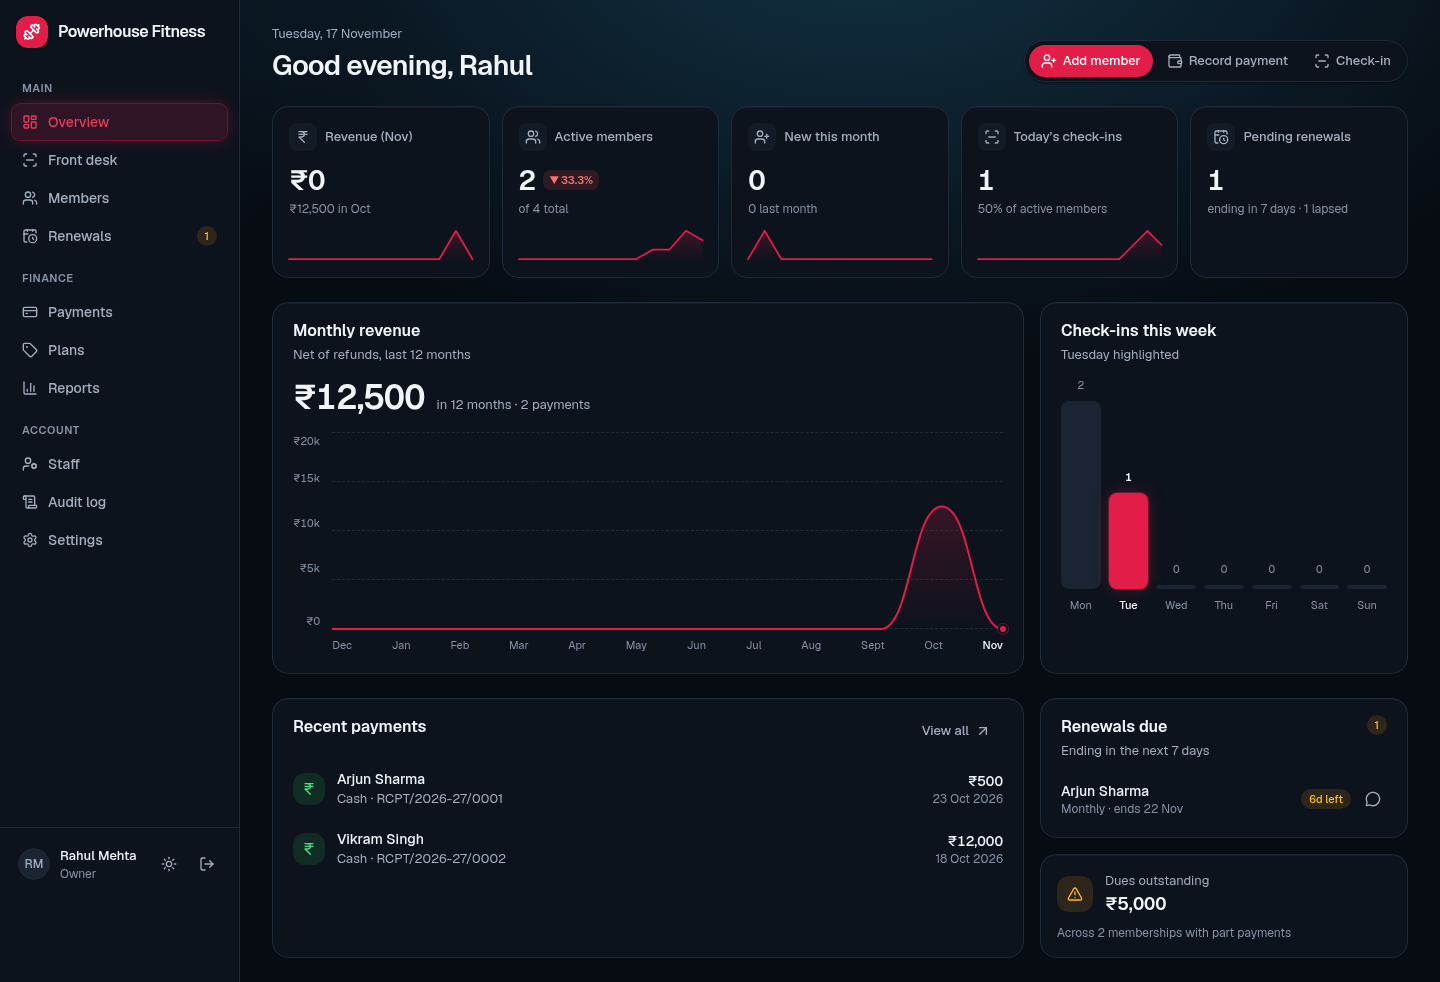 Powerhouse Fitness
MAIN
Overview
Front desk
Members
Renewals 1
FINANCE
Payments
Plans
Reports
ACCOUNT
Staff
Audit log
Settings
RM
Rahul Mehta
Owner
Tuesday, 17 November
Good evening, Rahul
Add member Record payment Check-in
₹ Revenue (Nov)
₹0
₹12,500 in Oct
Active members
2 ▼33.3%
of 4 total
New this month
0
0 last month
Today's check-ins
1
50% of active members
Pending renewals
1
ending in 7 days · 1 lapsed
Monthly revenue
Net of refunds, last 12 months
₹12,500 in 12 months · 2 payments
₹20k
₹15k
₹10k
₹5k
₹0
Dec Jan Feb Mar Apr May Jun Jul Aug Sept Oct Nov
Check-ins this week
Tuesday highlighted
2
1
0 0 0 0 0
Mon Tue Wed Thu Fri Sat Sun
Recent payments View all
₹
Arjun Sharma ₹500
Cash · RCPT/2026-27/0001 23 Oct 2026
₹
Vikram Singh ₹12,000
Cash · RCPT/2026-27/0002 18 Oct 2026
Renewals due 1
Ending in the next 7 days
Arjun Sharma
Monthly · ends 22 Nov
6d left
Dues outstanding
₹5,000
Across 2 memberships with part payments